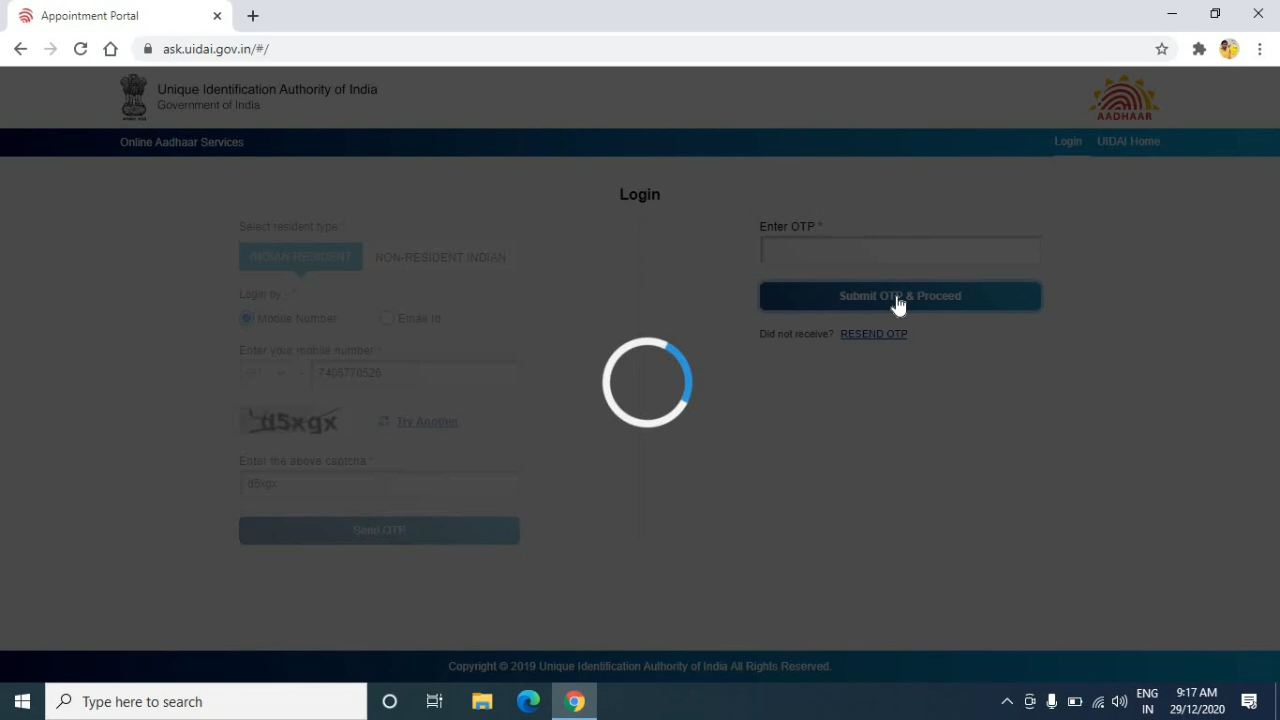 Appointment Portal
ask.uidai.gov.in/#/
Unique Identification Authority of India
Government of India
AADHAAR
Online Aadhaar Services
Login
UIDAI Home
Login
Select resident type
INDIAN RESIDENT
NON-RESIDENT INDIAN
Login by - *
Mobile Number
Email Id
Enter your mobile number *
7406770526
d5xgx
Try Another
Enter the above captcha *
d5xgx
Send OTP
Enter OTP *
Submit OTP & Proceed
Did not receive? RESEND OTP
Copyright © 2019 Unique Identification Authority of India All Rights Reserved.
Type here to search
ENG
IN
9:17 AM
29/12/2020